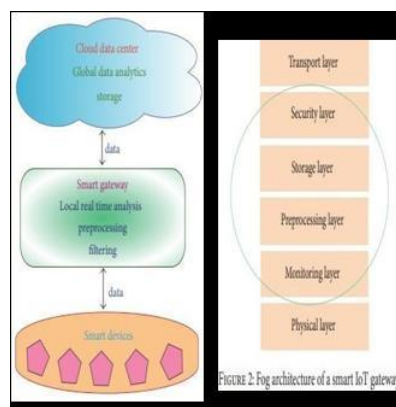 Cloud data center
Global data analytics
storage
data
Smart gateway
Local real time analysis
preprocessing
filtering
data
Smart devices
Transport layer
Security layer
Storage layer
Preprocessing layer
Monitoring layer
Physical layer
FIGURE 2: Fog architecture of a smart IoT gateway